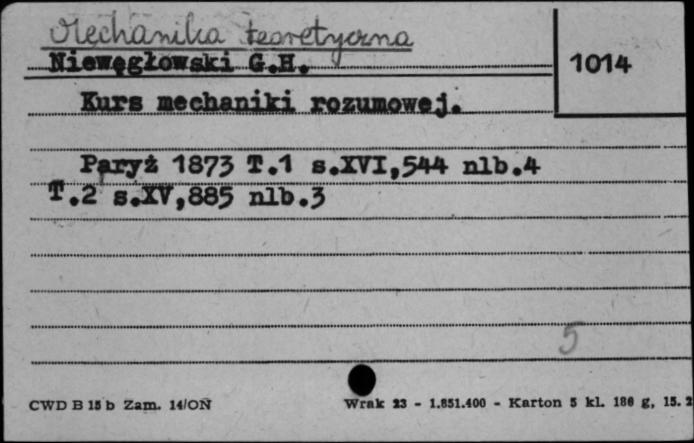 Mechanika teoretyczna
Niewęgłowski G.H.
1014
Kurs mechaniki rozumowej.
Paryż 1873 T.1 s.XVI,544 nlb.4
T.2 s.XV,885 nlb.3
5
CWD B 15 b Zam. 14/ON Wrak 23 - 1.851.400 - Karton 5 kl. 180 g, 15.2